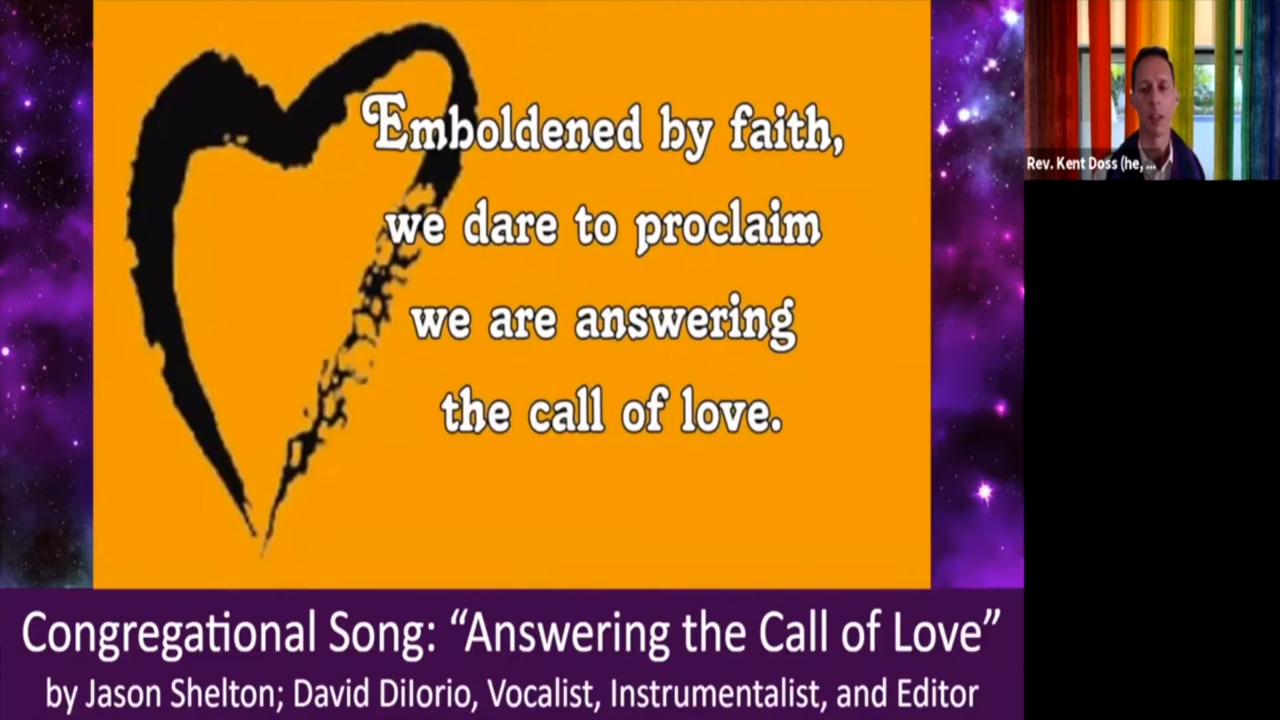 Emboldened by faith,
we dare to proclaim
we are answering
the call of love.
Rev. Kent Doss (he, ...
Congregational Song: “Answering the Call of Love”
by Jason Shelton; David DiIorio, Vocalist, Instrumentalist, and Editor